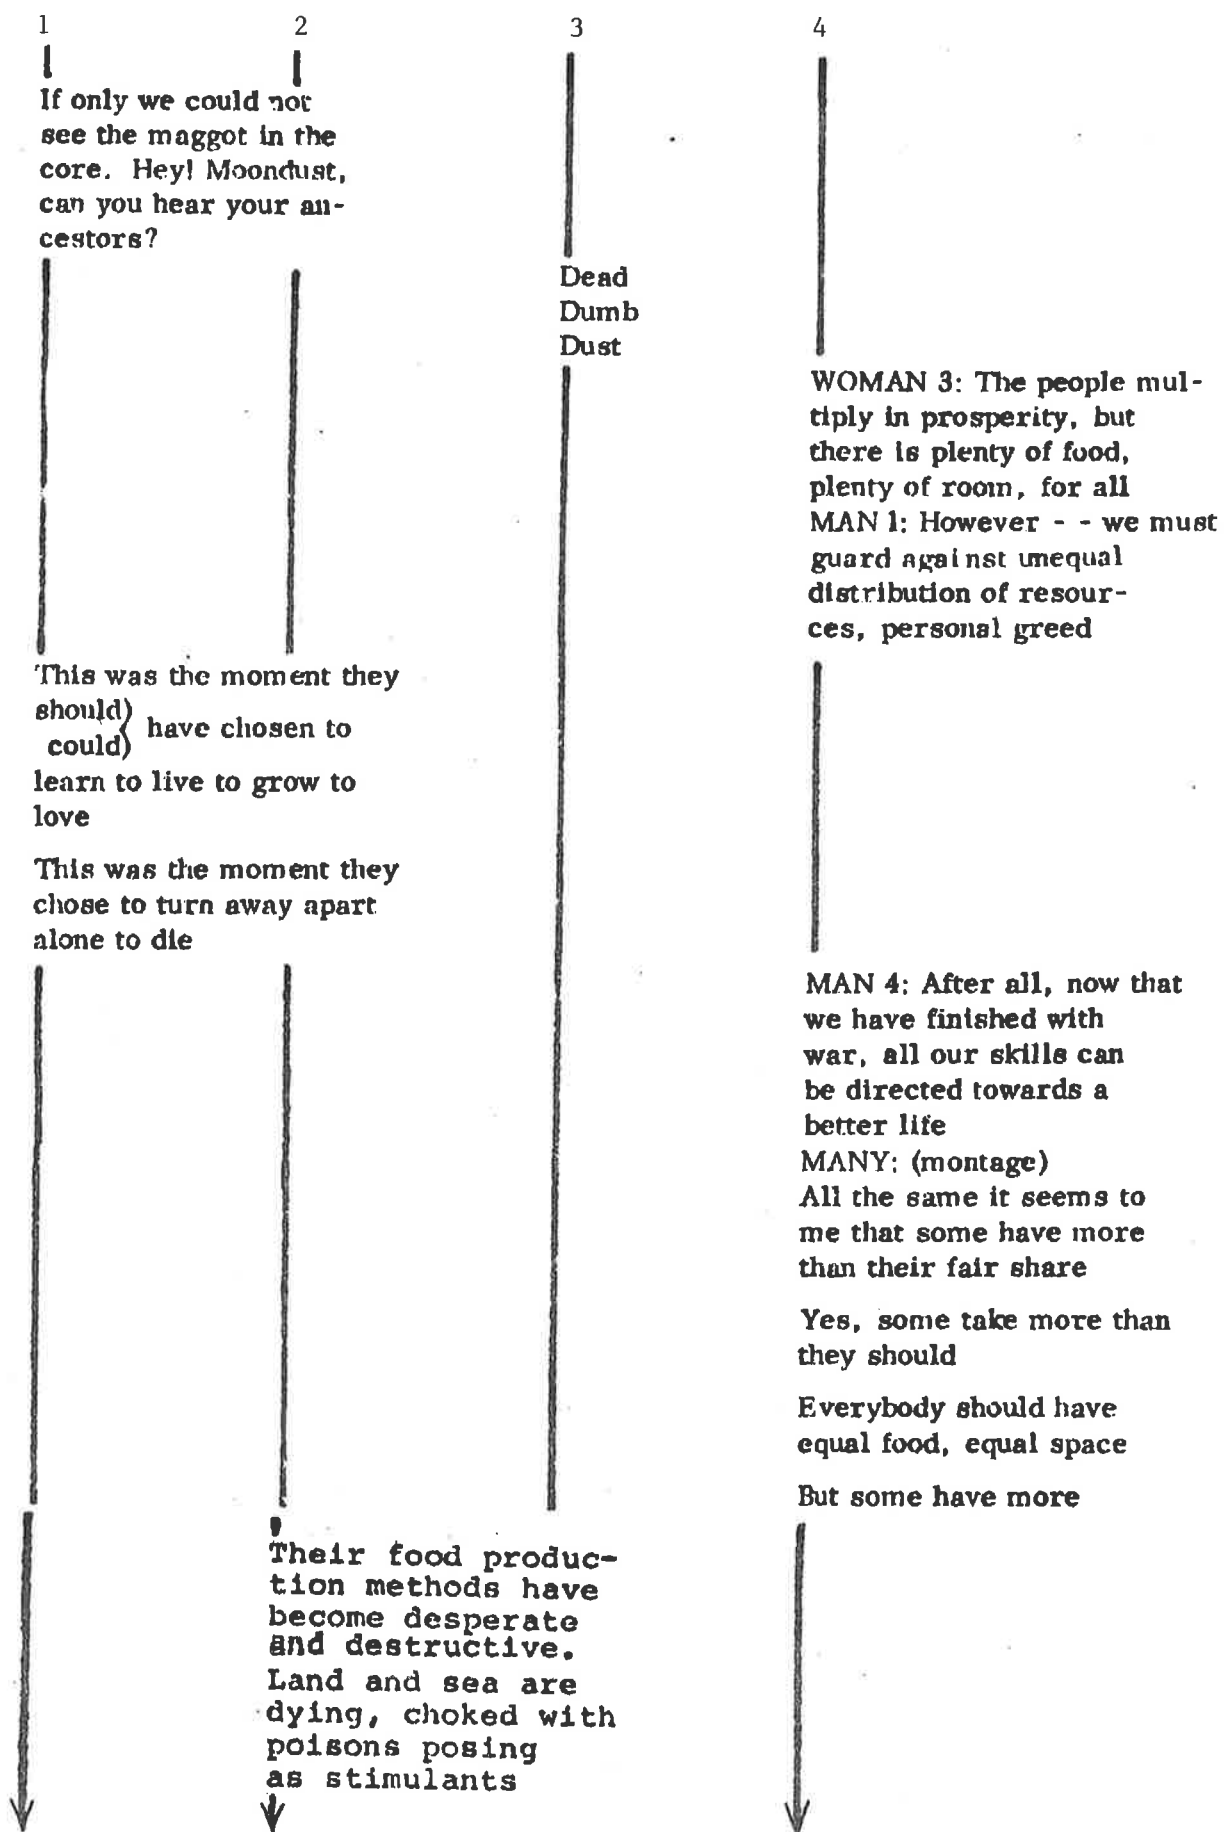 1 2 3 4
If only we could not
see the maggot in the
core. Hey! Moondust,
can you hear your an-
cestors?
Dead
Dumb
Dust
WOMAN 3: The people mul-
tiply in prosperity, but
there is plenty of food,
plenty of room, for all
MAN 1: However - - we must
guard against unequal
distribution of resour-
ces, personal greed
This was the moment they
should)
could) have chosen to
learn to live to grow to
love
This was the moment they
chose to turn away apart
alone to die
MAN 4: After all, now that
we have finished with
war, all our skills can
be directed towards a
better life
MANY: (montage)
All the same it seems to
me that some have more
than their fair share
Yes, some take more than
they should
Everybody should have
equal food, equal space
But some have more
Their food produc-
tion methods have
become desperate
and destructive.
Land and sea are
dying, choked with
poisons posing
as stimulants